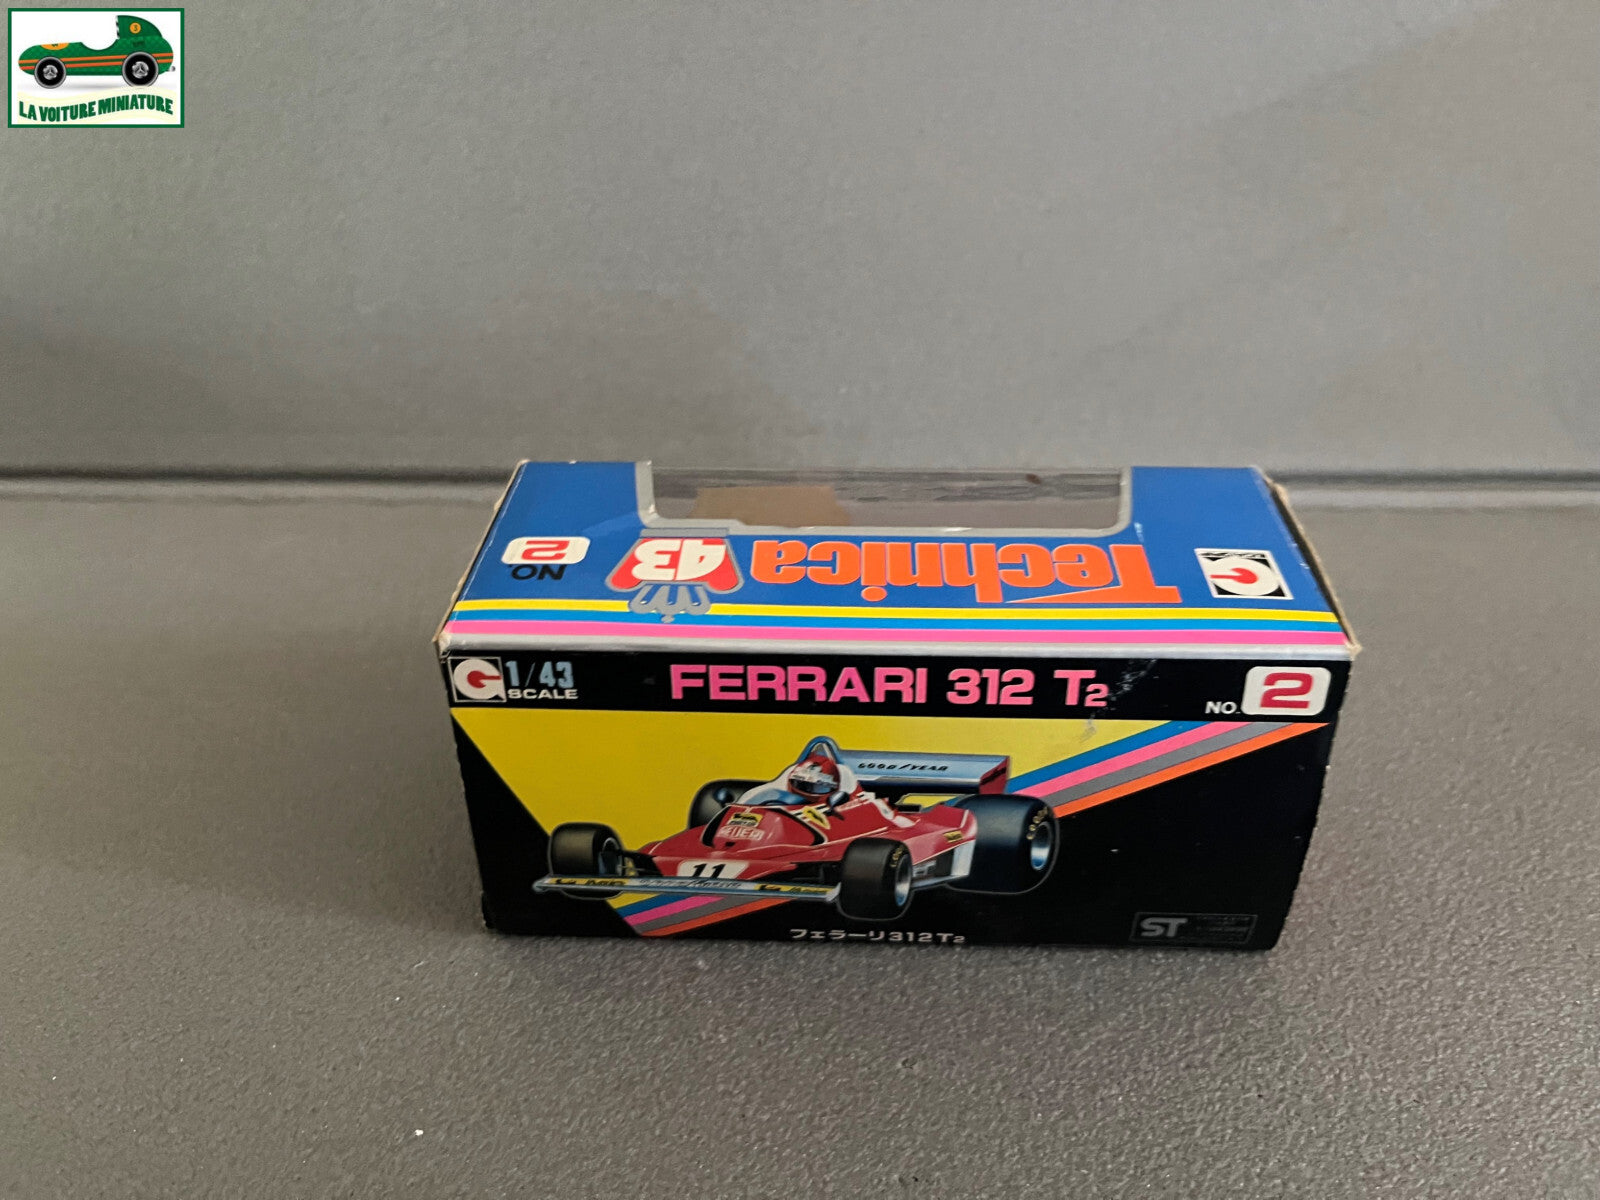 LA VOITURE MINIATURE
NO. 2
43
Technica
G
1/43
SCALE
FERRARI 312 T2
NO. 2
GOOD YEAR
HEUER
11
フェラーリ312T2
ST